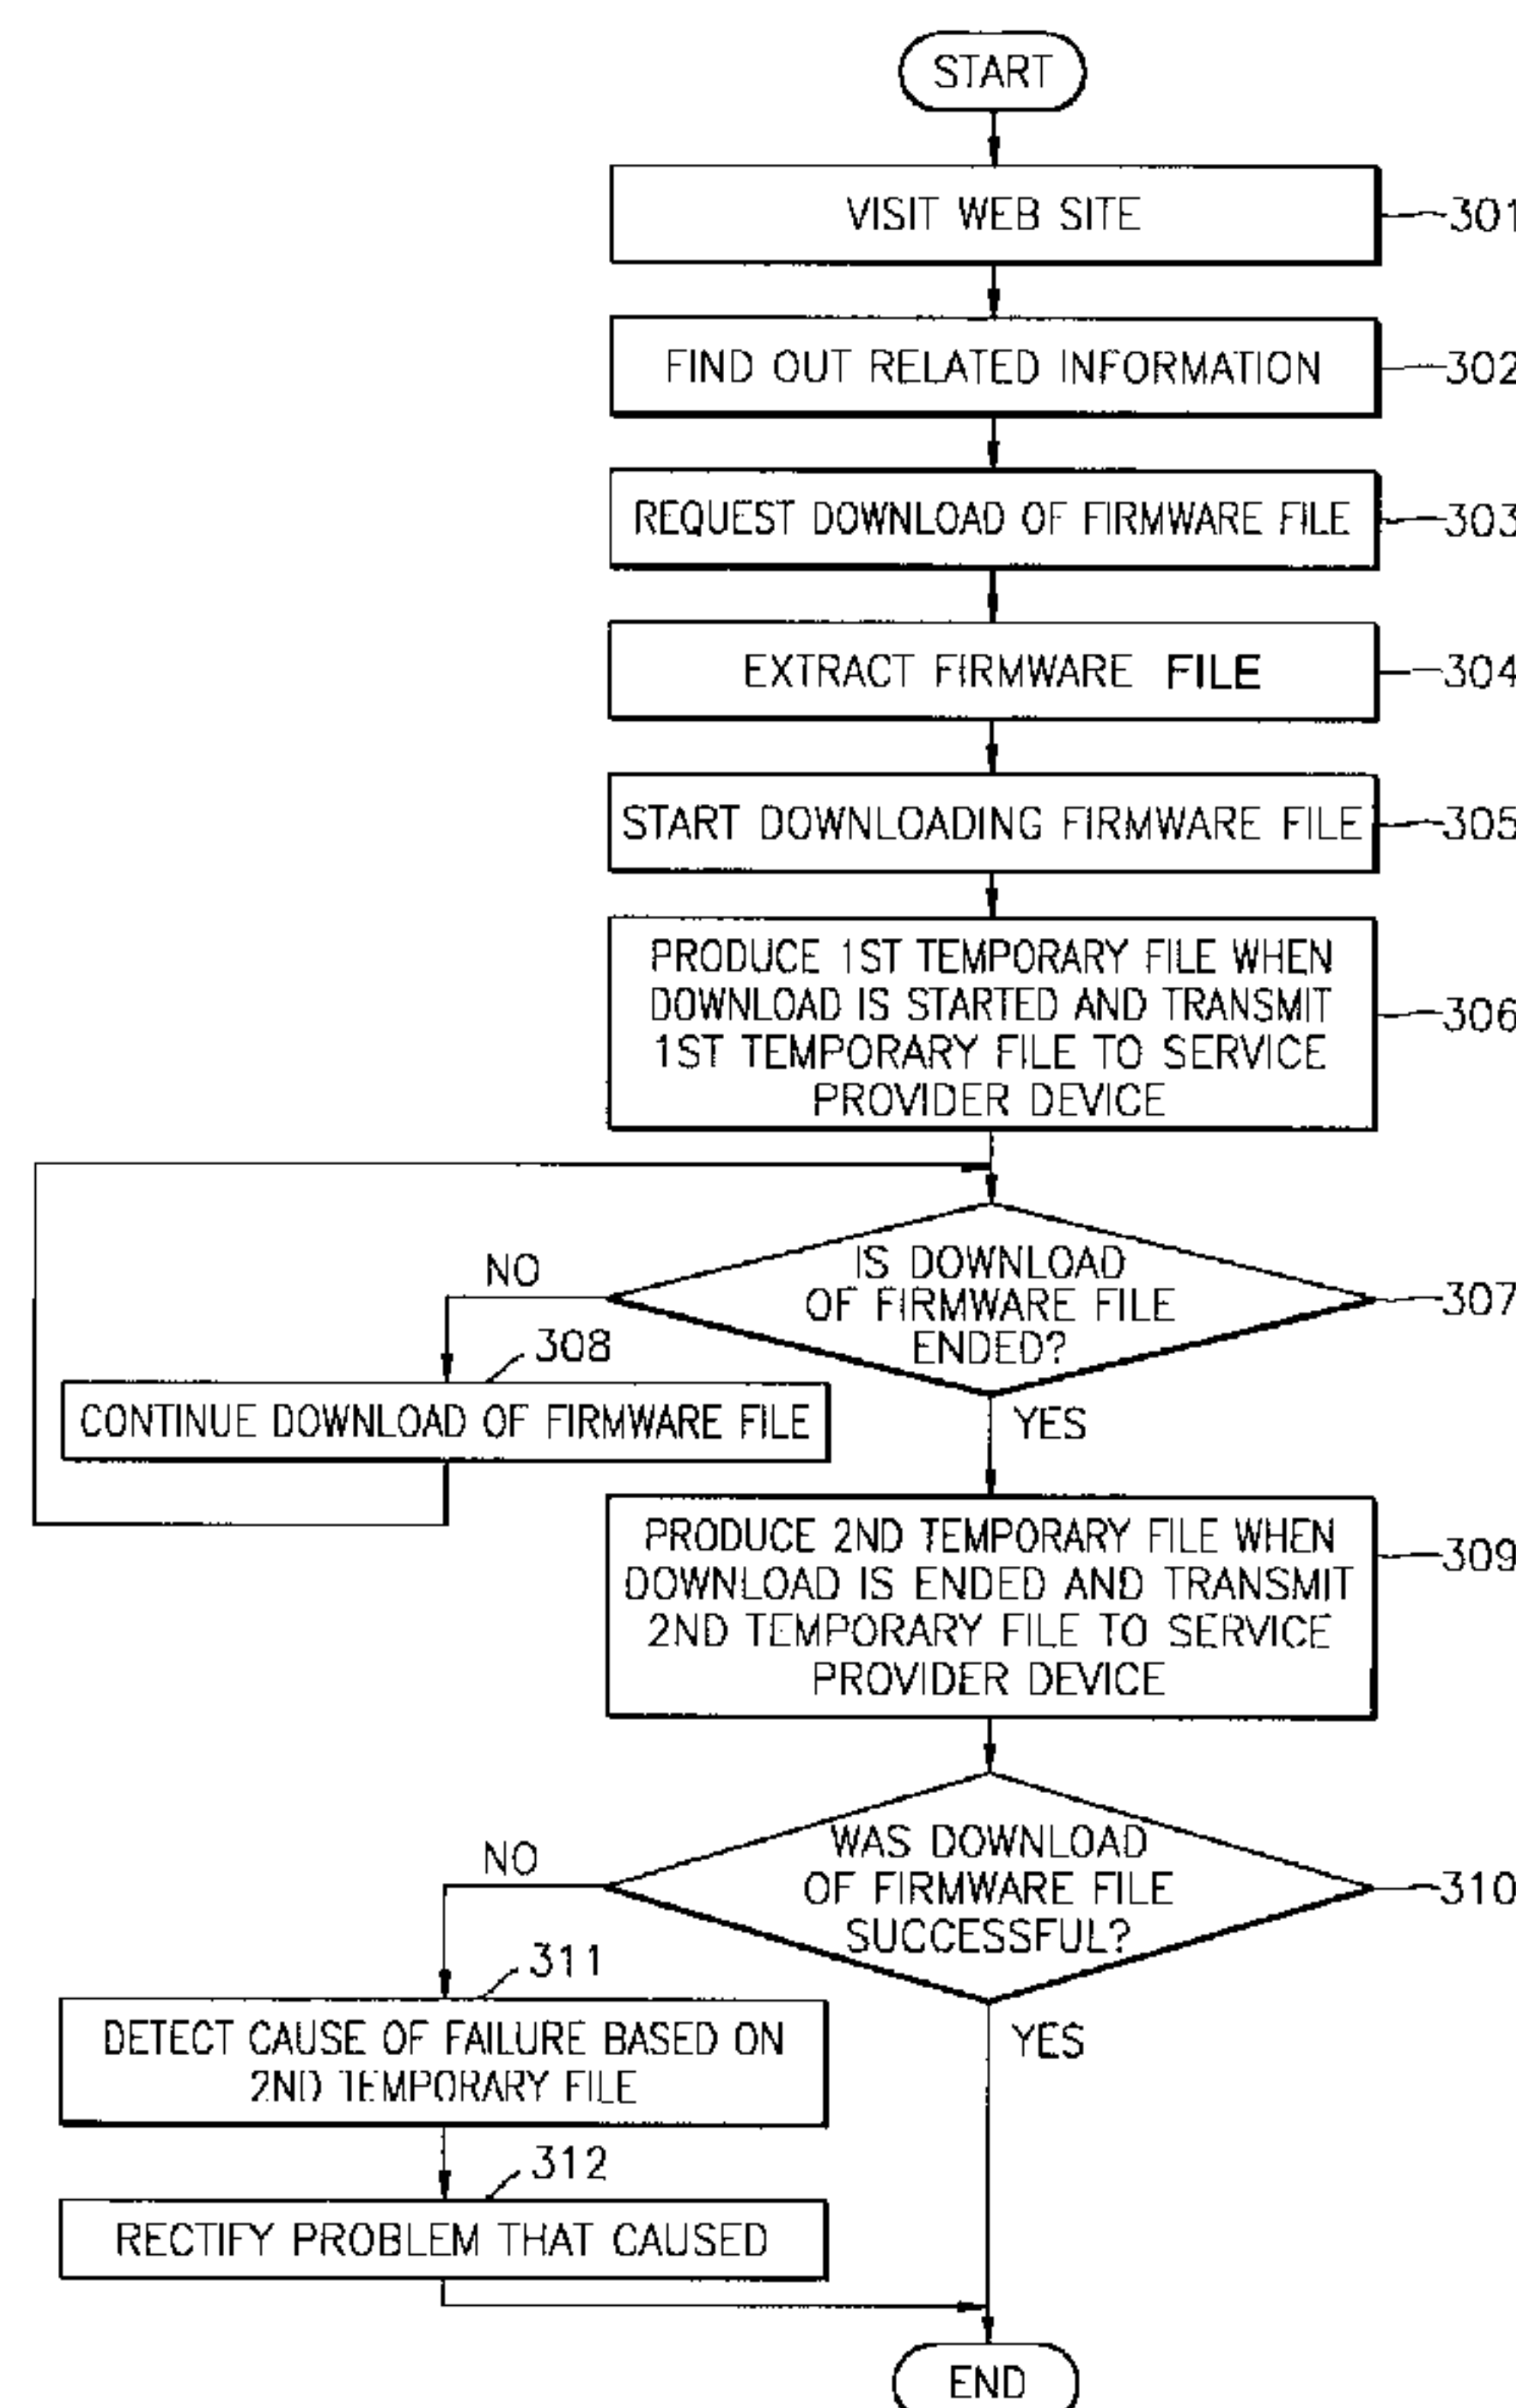 START
VISIT WEB SITE
301
FIND OUT RELATED INFORMATION
302
REQUEST DOWNLOAD OF FIRMWARE FILE
303
EXTRACT FIRMWARE FILE
304
START DOWNLOADING FIRMWARE FILE
305
PRODUCE 1ST TEMPORARY FILE WHEN
DOWNLOAD IS STARTED AND TRANSMIT
1ST TEMPORARY FILE TO SERVICE
PROVIDER DEVICE
306
IS DOWNLOAD
OF FIRMWARE FILE
ENDED?
307
NO
308
CONTINUE DOWNLOAD OF FIRMWARE FILE
YES
PRODUCE 2ND TEMPORARY FILE WHEN
DOWNLOAD IS ENDED AND TRANSMIT
2ND TEMPORARY FILE TO SERVICE
PROVIDER DEVICE
309
WAS DOWNLOAD
OF FIRMWARE FILE
SUCCESSFUL?
310
NO
311
DETECT CAUSE OF FAILURE BASED ON
2ND TEMPORARY FILE
YES
312
RECTIFY PROBLEM THAT CAUSED
END